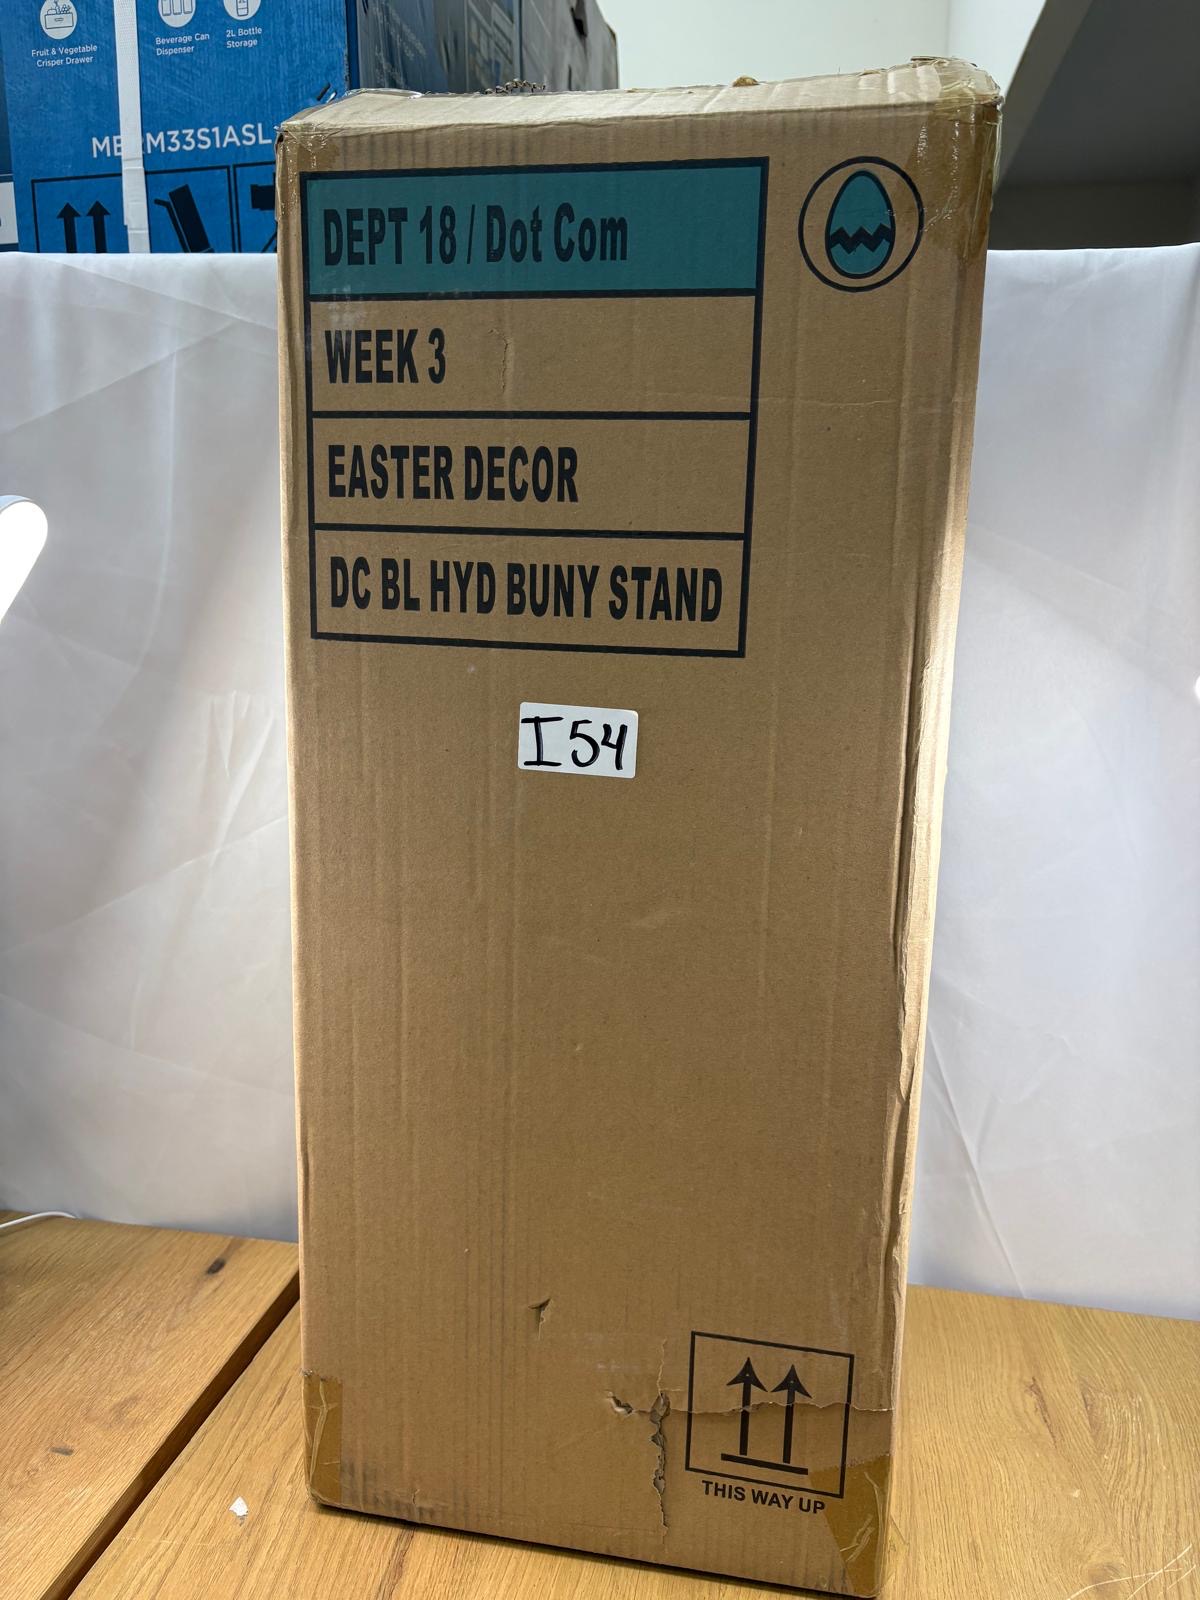 Fruit & Vegetable
Crisper Drawer
Beverage Can
Dispenser
2L Bottle
Storage
M33S1ASL
DEPT 18 / Dot Com
WEEK 3
EASTER DECOR
DC BL HYD BUNY STAND
I54
THIS WAY UP